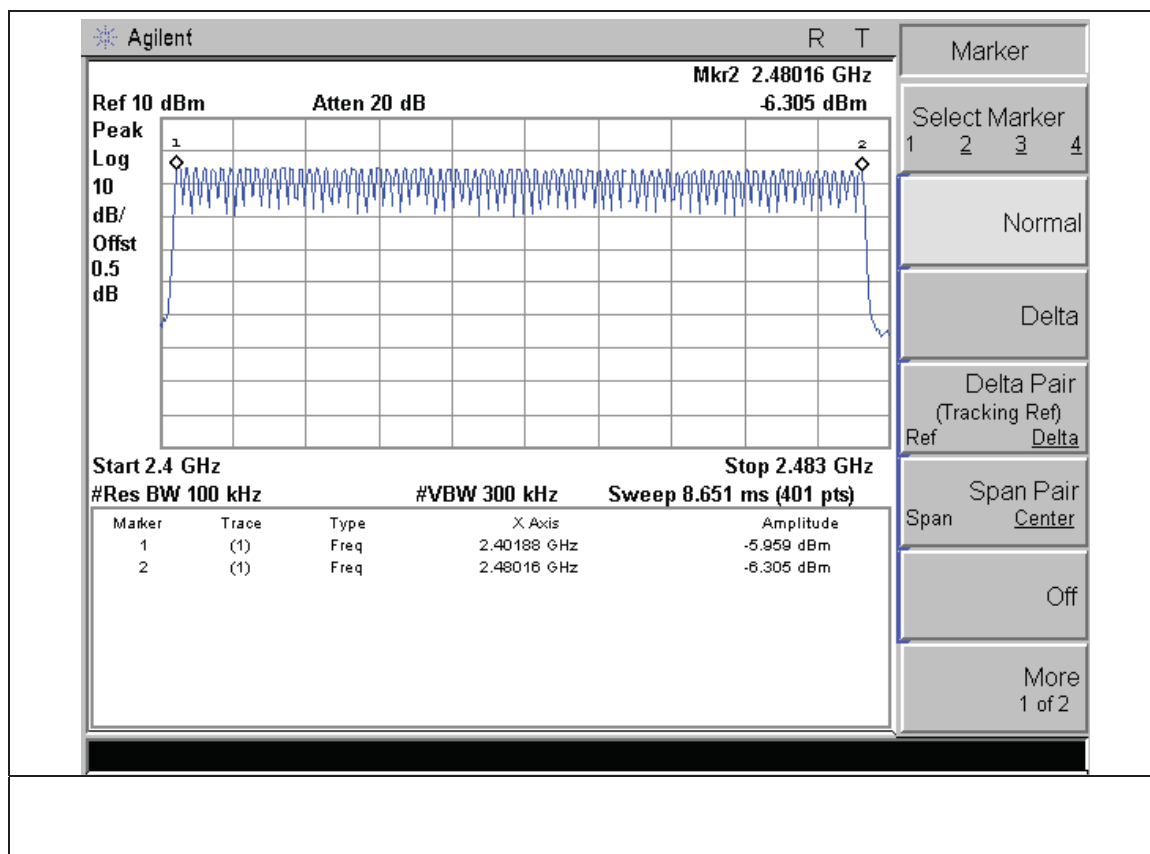 Agilent R T
Mkr2 2.48016 GHz
Ref 10 dBm Atten 20 dB -6.305 dBm
Peak
Log
10
dB/
Offst
0.5
dB
1
2
Start 2.4 GHz Stop 2.483 GHz
#Res BW 100 kHz #VBW 300 kHz Sweep 8.651 ms (401 pts)
Marker Trace Type X Axis Amplitude
1 (1) Freq 2.40188 GHz -5.959 dBm
2 (1) Freq 2.48016 GHz -6.305 dBm
Marker
Select Marker
1 2 3 4
Normal
Delta
Delta Pair
(Tracking Ref)
Ref Delta
Span Pair
Span Center
Off
More
1 of 2